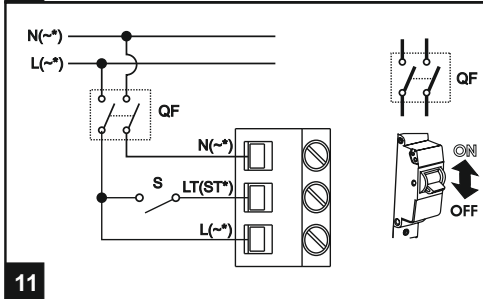 N(~*)
L(~*)
QF
QF
N(~*)
S
LT(ST*)
L(~*)
ON
OFF
11